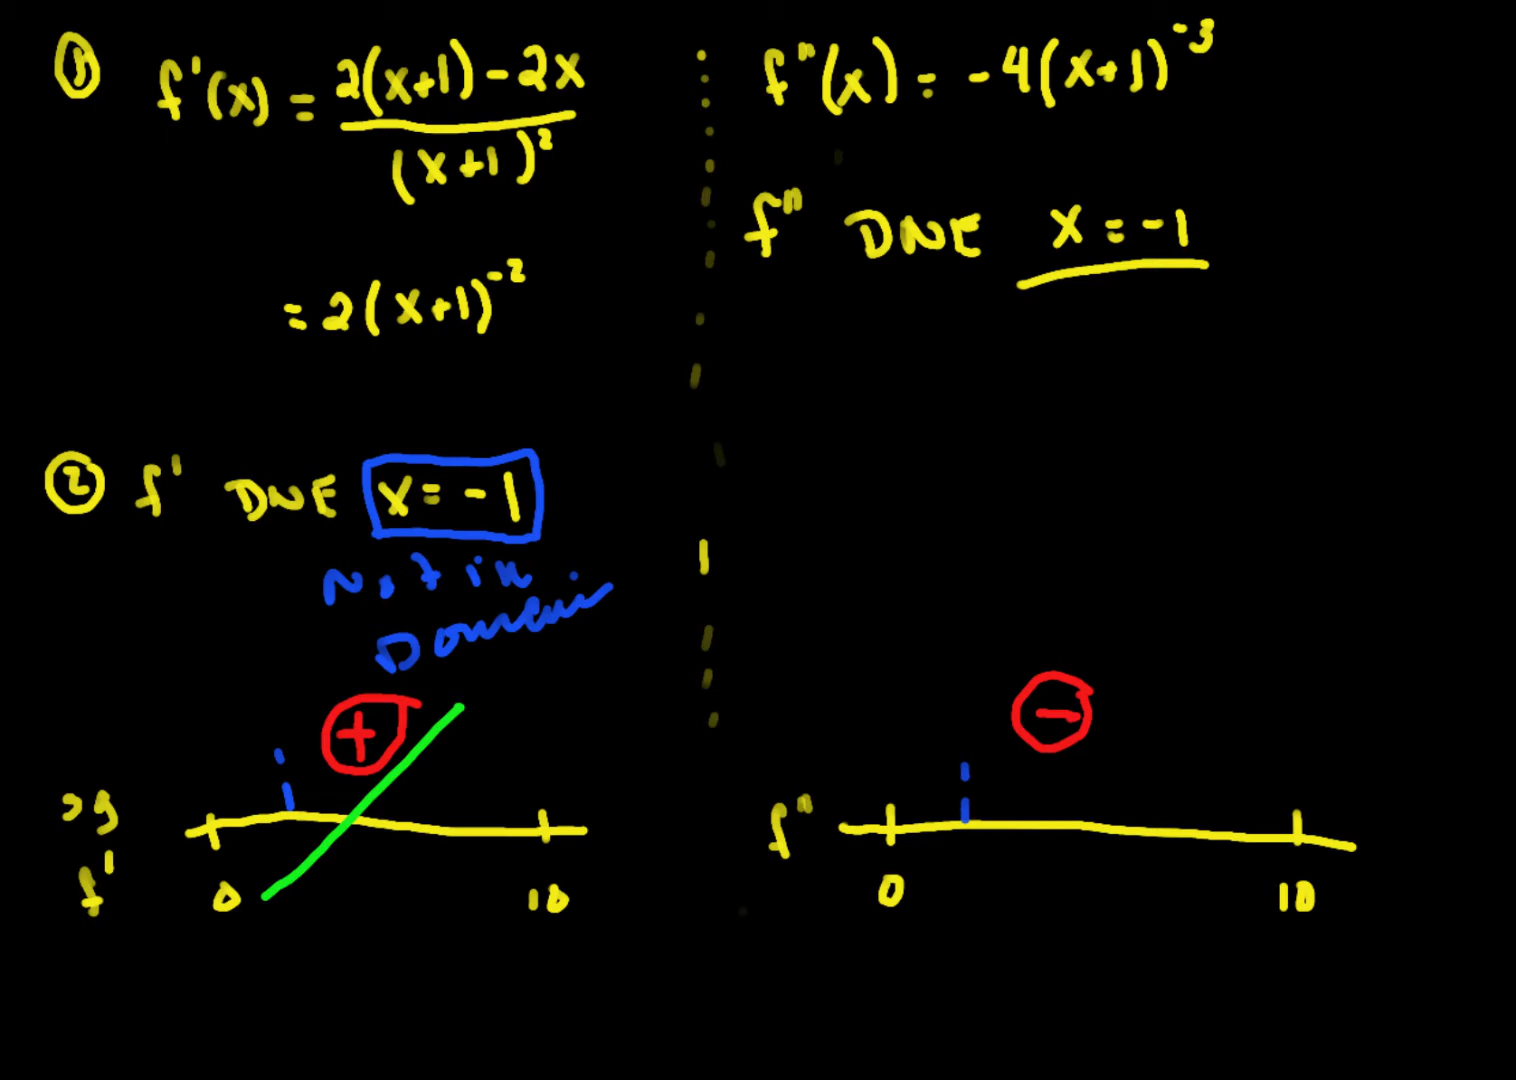 ① f'(x) = 2(x+1) - 2x / (x+1)²
= 2(x+1)⁻²
② f' DNE x = -1
Not in
Domain
+
f'
0 10
f"(x) = -4(x+1)⁻³
f" DNE x = -1
−
f"
0 10